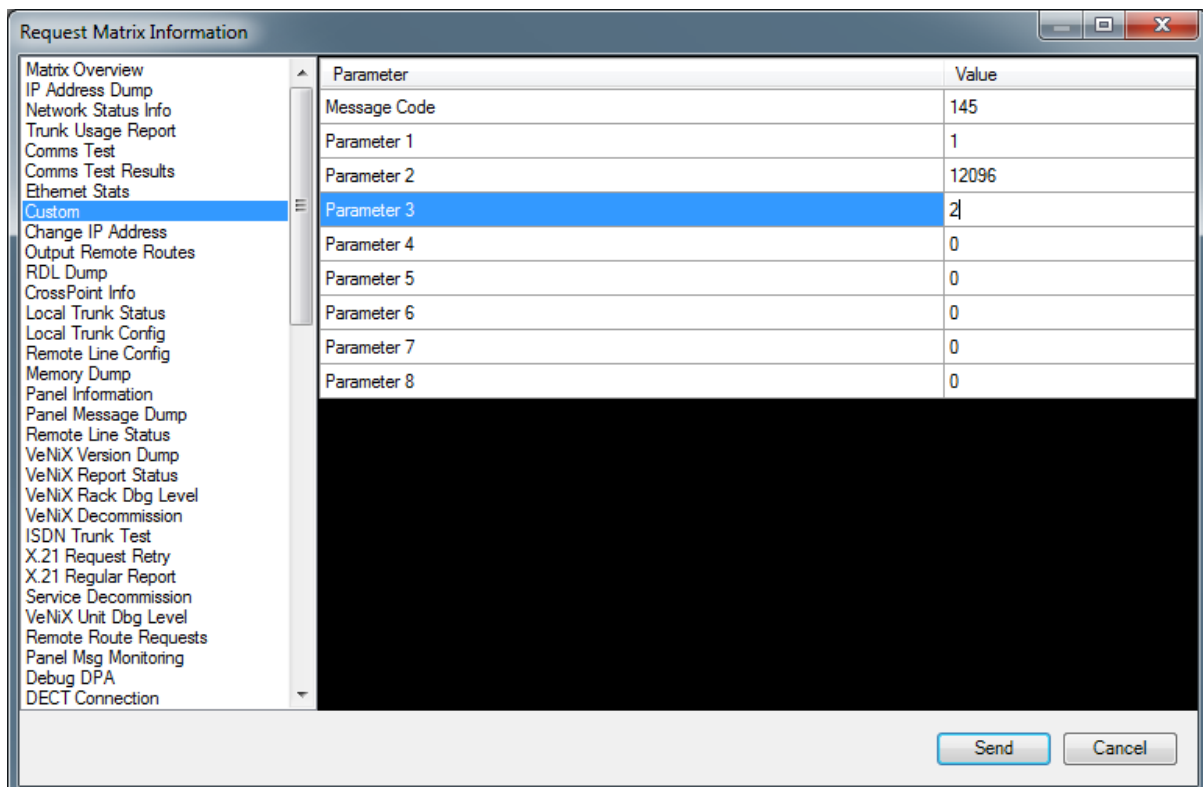 Request Matrix Information
Matrix Overview
IP Address Dump
Network Status Info
Trunk Usage Report
Comms Test
Comms Test Results
Ethernet Stats
Custom
Change IP Address
Output Remote Routes
RDL Dump
CrossPoint Info
Local Trunk Status
Local Trunk Config
Remote Line Config
Memory Dump
Panel Information
Panel Message Dump
Remote Line Status
VeNiX Version Dump
VeNiX Report Status
VeNiX Rack Dbg Level
VeNiX Decommission
ISDN Trunk Test
X.21 Request Retry
X.21 Regular Report
Service Decommission
VeNiX Unit Dbg Level
Remote Route Requests
Panel Msg Monitoring
Debug DPA
DECT Connection
Parameter Value
Message Code 145
Parameter 1 1
Parameter 2 12096
Parameter 3 2
Parameter 4 0
Parameter 5 0
Parameter 6 0
Parameter 7 0
Parameter 8 0
Send Cancel